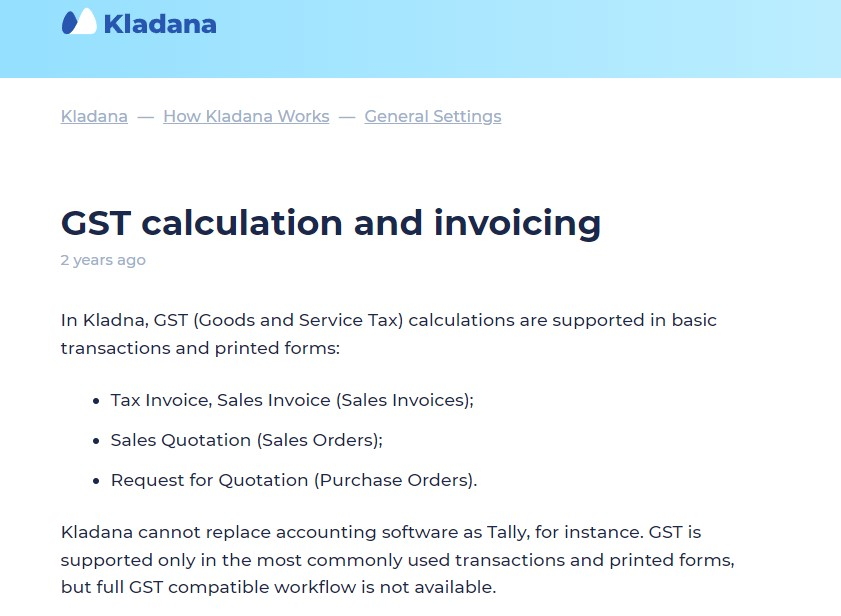 Kladana
Kladana — How Kladana Works — General Settings
GST calculation and invoicing
2 years ago
In Kladna, GST (Goods and Service Tax) calculations are supported in basic
transactions and printed forms:
• Tax Invoice, Sales Invoice (Sales Invoices);
• Sales Quotation (Sales Orders);
• Request for Quotation (Purchase Orders).
Kladana cannot replace accounting software as Tally, for instance. GST is
supported only in the most commonly used transactions and printed forms,
but full GST compatible workflow is not available.